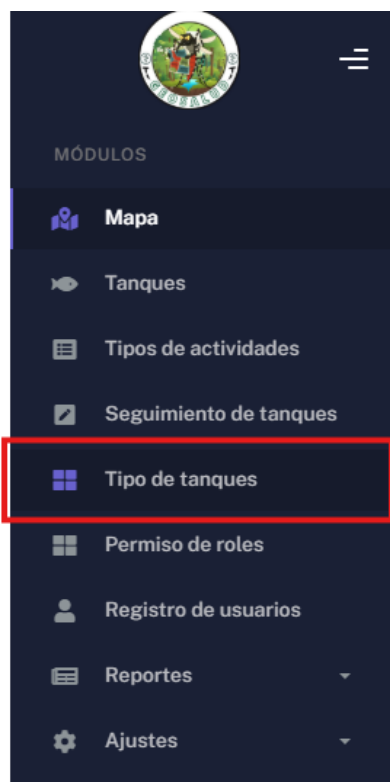 GEOSALUD
MÓDULOS
Mapa
Tanques
Tipos de actividades
Seguimiento de tanques
Tipo de tanques
Permiso de roles
Registro de usuarios
Reportes
Ajustes